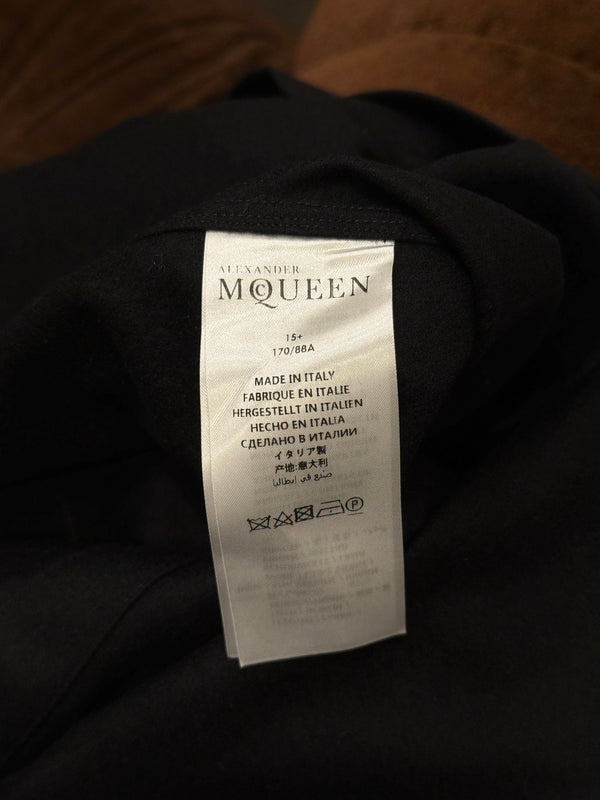 ALEXANDER
McQUEEN
15+
170/88A
MADE IN ITALY
FABRIQUE EN ITALIE
HERGESTELLT IN ITALIEN
HECHO EN ITALIA
СДЕЛАНО В ИТАЛИИ
イタリア製
产地:意大利
صنع في إيطاليا
P